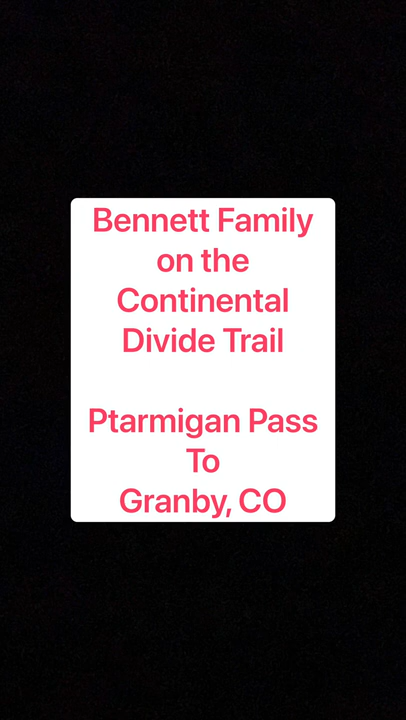 Bennett Family
on the
Continental
Divide Trail
Ptarmigan Pass
To
Granby, CO